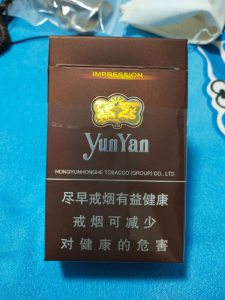 IMPRESSION
YunYan
HONGYUNHONGHE TOBACCO (GROUP) CO., LTD.
尽早戒烟有益健康
戒烟可减少
对健康的危害